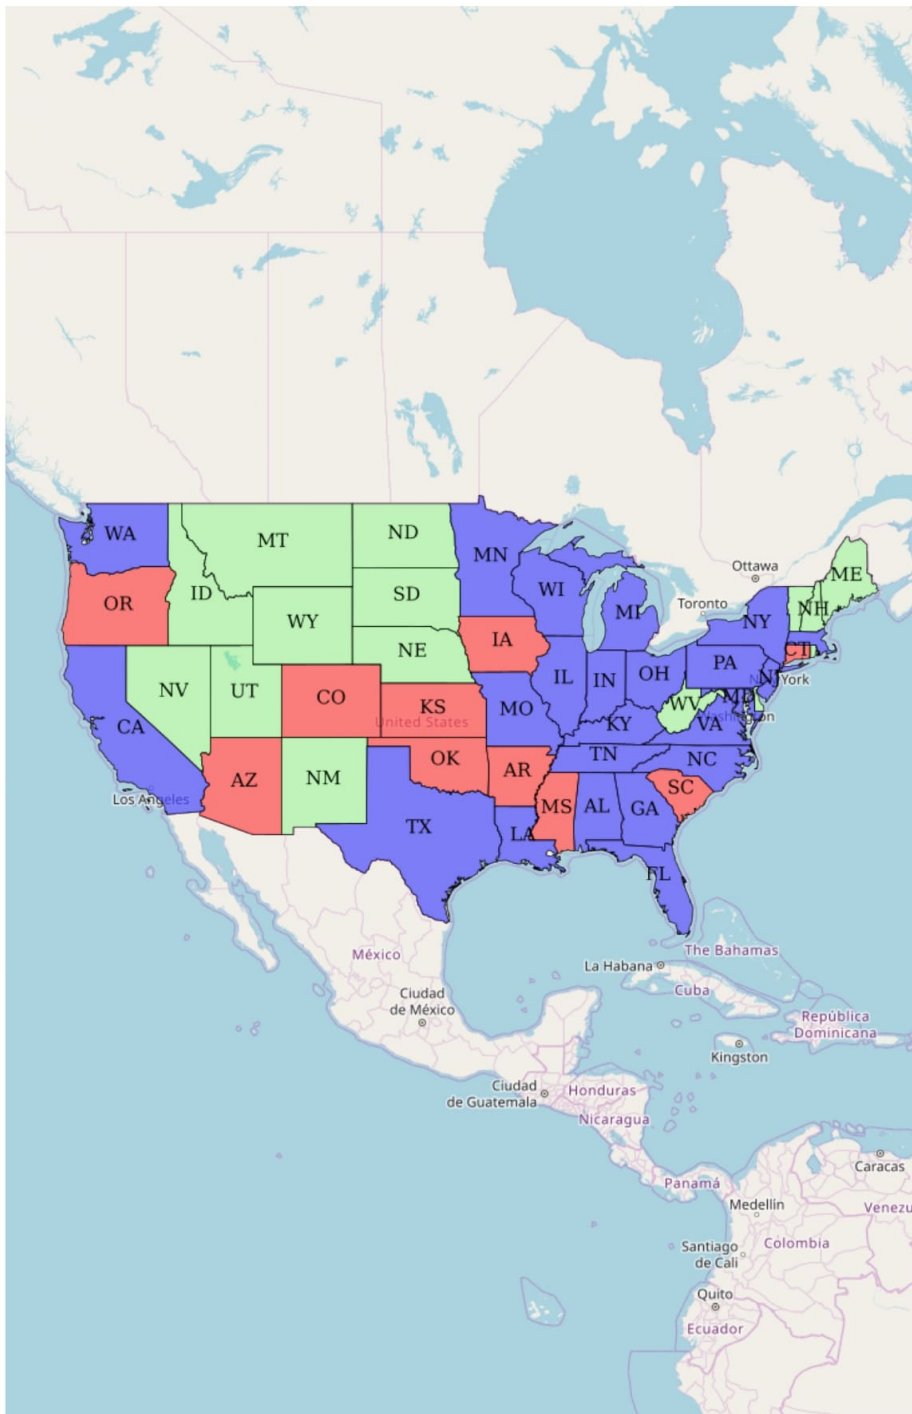 WA
MT
ND
MN
ME
Ottawa
OR
ID
SD
WI
MI
Toronto
NY
NH
WY
IA
NE
PA
CT
NV
UT
CO
KS
IL
IN
OH
NJ
York
MO
WV
MD
VA
United States
CA
KY
TN
NC
AZ
NM
OK
AR
SC
Los Angeles
TX
LA
MS
AL
GA
FL
México
The Bahamas
La Habana
Cuba
Ciudad
de México
República
Dominicana
Kingston
Ciudad
de Guatemala
Honduras
Nicaragua
Caracas
Panamá
Medellín
Venezu
Santiago
de Cali
Colombia
Quito
Ecuador